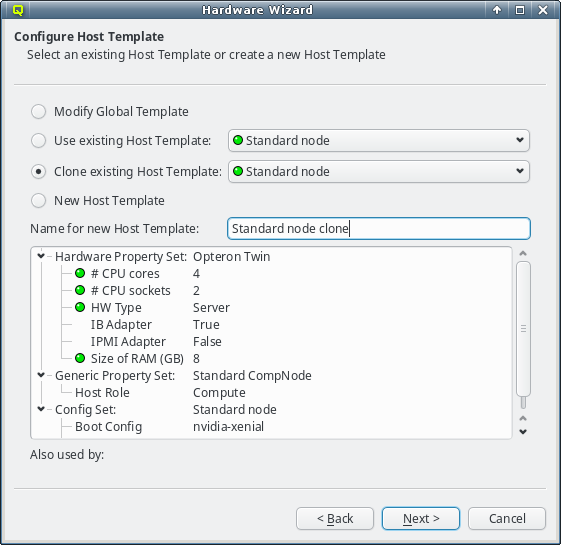 Hardware Wizard
Configure Host Template
Select an existing Host Template or create a new Host Template
Modify Global Template
Use existing Host Template: Standard node
Clone existing Host Template: Standard node
New Host Template
Name for new Host Template: Standard node clone
Hardware Property Set: Opteron Twin
# CPU cores 4
# CPU sockets 2
HW Type Server
IB Adapter True
IPMI Adapter False
Size of RAM (GB) 8
Generic Property Set: Standard CompNode
Host Role Compute
Config Set: Standard node
Boot Config nvidia-xenial
Also used by:
< Back Next > Cancel